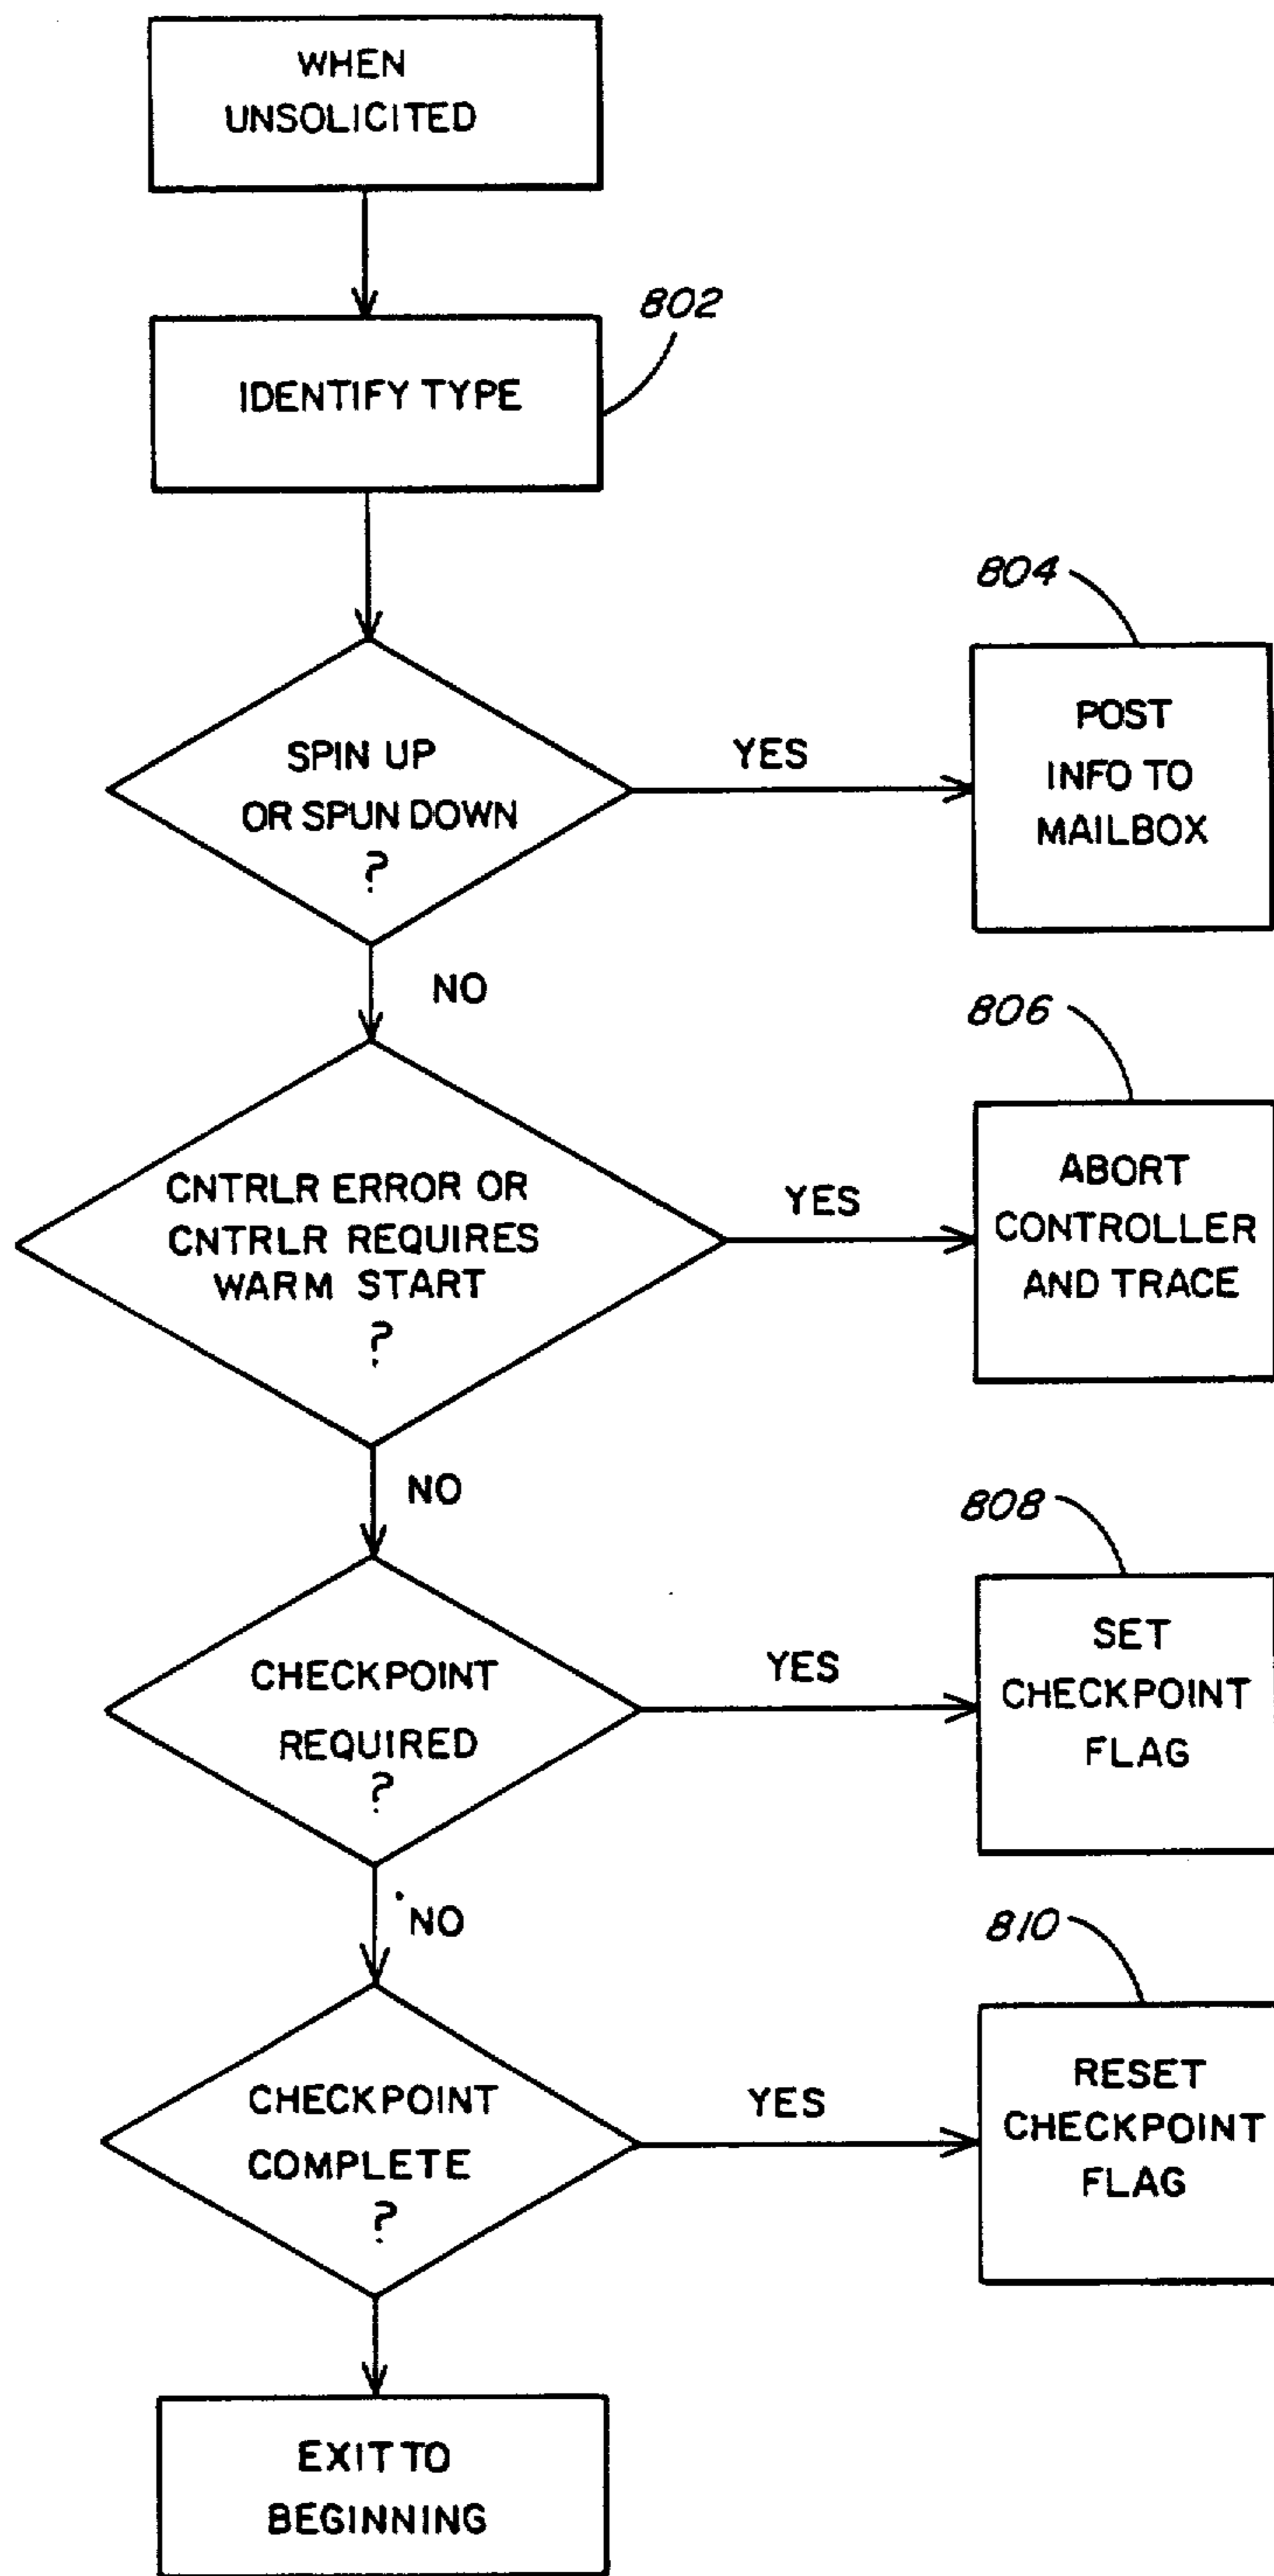 WHEN
UNSOLICITED
802
IDENTIFY TYPE
804
SPIN UP
OR SPUN DOWN
?
YES
POST
INFO TO
MAILBOX
NO
806
CNTRLR ERROR OR
CNTRLR REQUIRES
WARM START
?
YES
ABORT
CONTROLLER
AND TRACE
NO
808
CHECKPOINT
REQUIRED
?
YES
SET
CHECKPOINT
FLAG
NO
810
CHECKPOINT
COMPLETE
?
YES
RESET
CHECKPOINT
FLAG
EXIT TO
BEGINNING